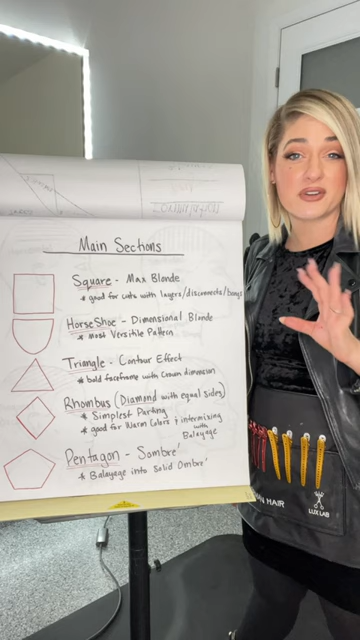 Main Sections
Square - Max Blonde
* good for cuts with layers/disconnects/bangs
HorseShoe - Dimensional Blonde
* Most Versitile Pattern
Triangle - Contour Effect
* bold faceframe with Crown dimension
Rhombus (Diamond with equal sides)
* Simplest Parting
* good for Warm Colors + intermixing with Balayage
Pentagon - Sombre'
* Balayege into Solid Ombre'
HAIR
LUX LAB